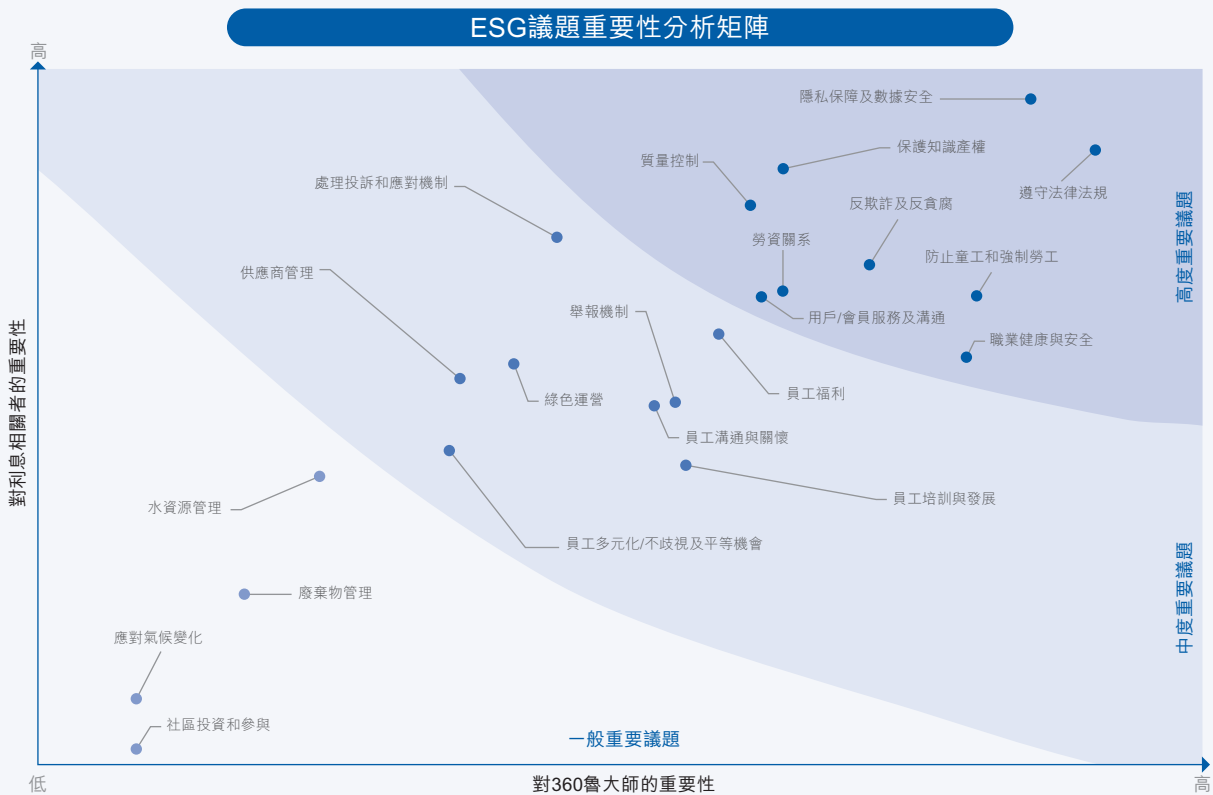 ESG議題重要性分析矩陣
高
隱私保障及數據安全
保護知識產權
質量控制
遵守法律法規
處理投訴和應對機制
反欺詐及反貪腐
勞資關系
防止童工和強制勞工
高度重要議題
供應商管理
舉報機制
用戶/會員服務及溝通
職業健康與安全
員工福利
綠色運營
對利息相關者的重要性
員工溝通與關懷
員工培訓與發展
水資源管理
員工多元化/不歧視及平等機會
廢棄物管理
中度重要議題
應對氣候變化
社區投資和參與
一般重要議題
低
對360魯大師的重要性
高